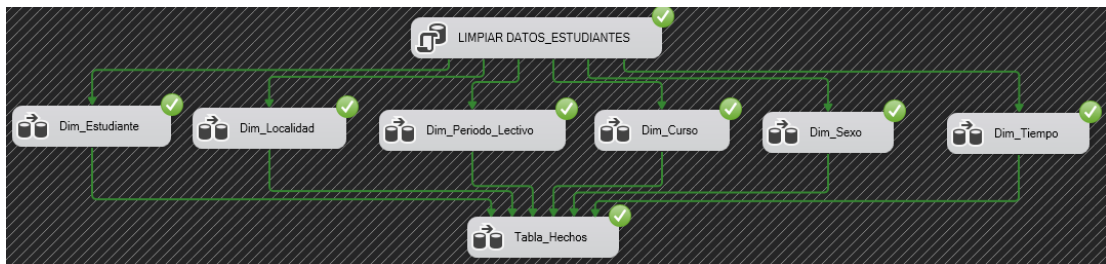 LIMPIAR DATOS_ESTUDIANTES
Dim_Estudiante
Dim_Localidad
Dim_Periodo_Lectivo
Dim_Curso
Dim_Sexo
Dim_Tiempo
Tabla_Hechos